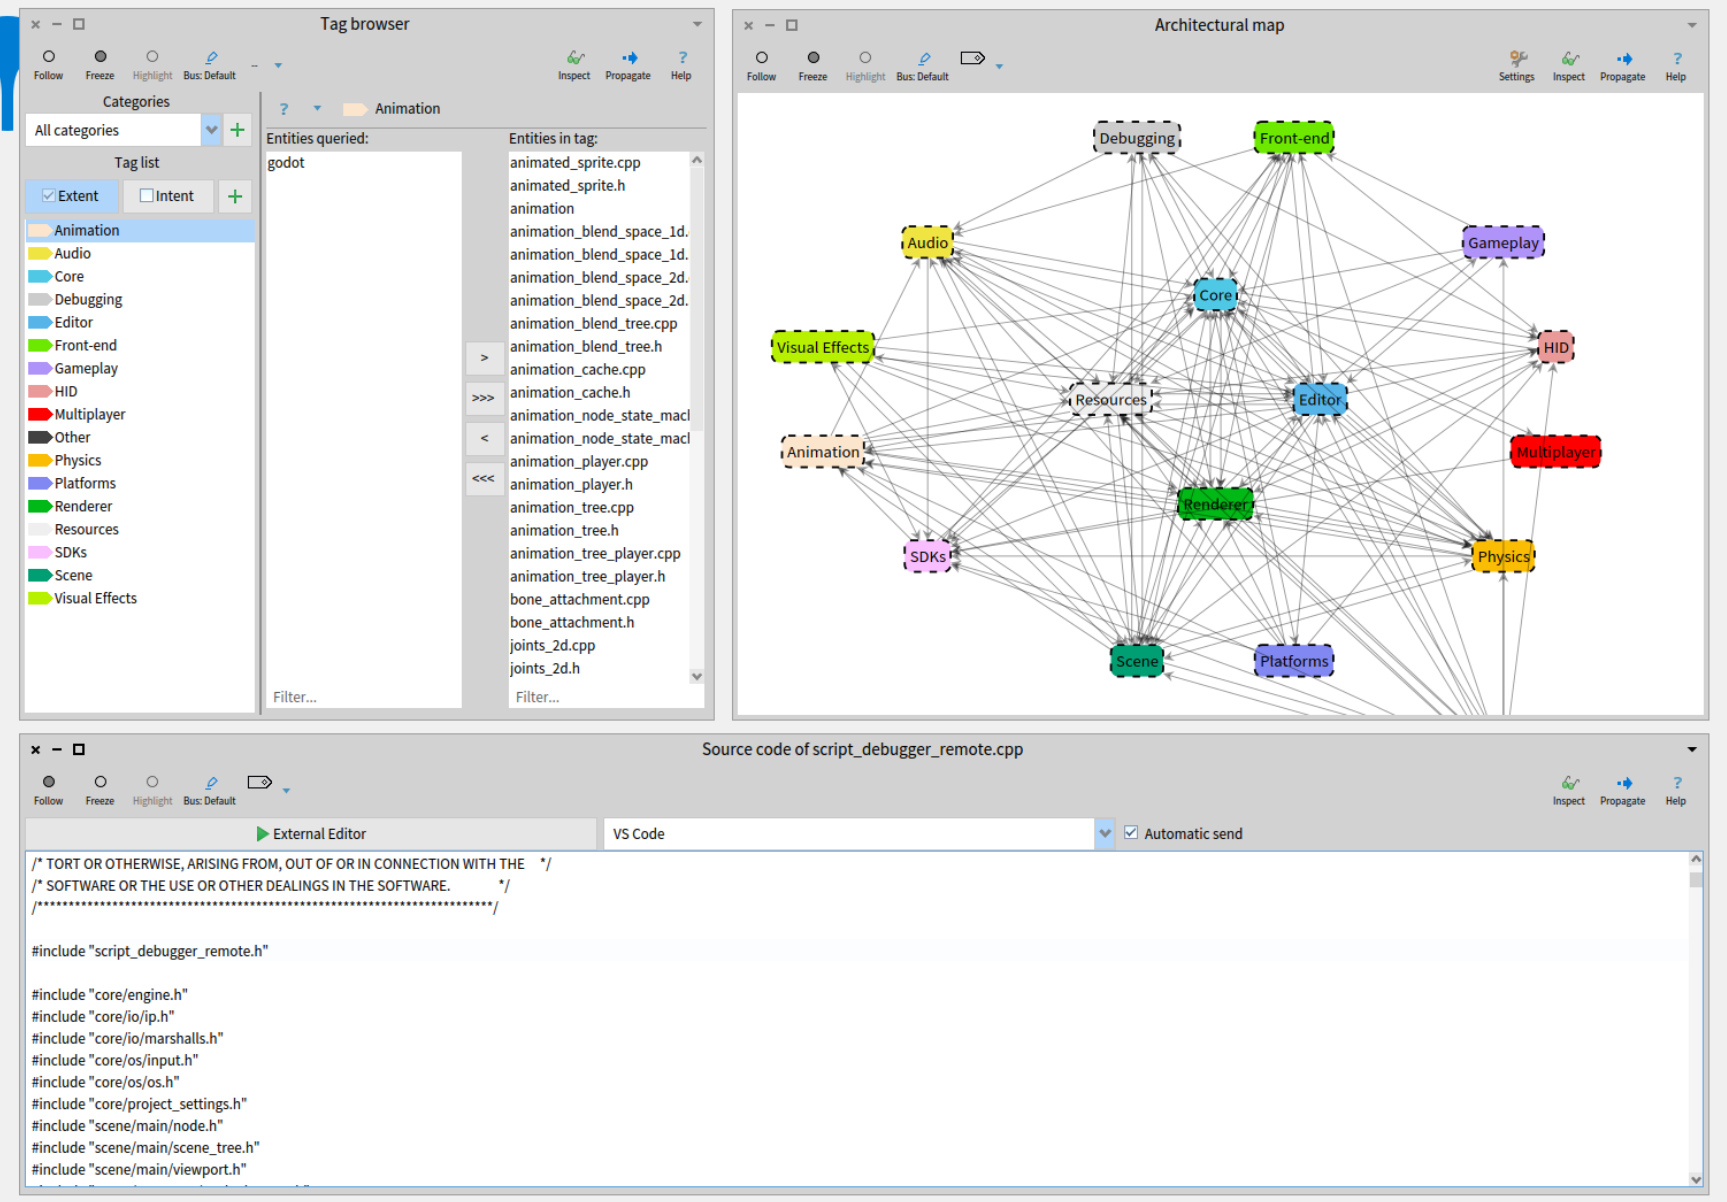 Tag browser
Follow
Freeze
Highlight
Bus: Default
Inspect
Propagate
Help
Categories
All categories
Tag list
Extent
Intent
Animation
Audio
Core
Debugging
Editor
Front-end
Gameplay
HID
Multiplayer
Other
Physics
Platforms
Renderer
Resources
SDKs
Scene
Visual Effects
? Animation
Entities queried:
godot
Filter...
>
>>>
<
<<<
Entities in tag:
animated_sprite.cpp
animated_sprite.h
animation
animation_blend_space_1d.
animation_blend_space_1d.
animation_blend_space_2d.
animation_blend_space_2d.
animation_blend_tree.cpp
animation_blend_tree.h
animation_cache.cpp
animation_cache.h
animation_node_state_mac
animation_node_state_mac
animation_player.cpp
animation_player.h
animation_tree.cpp
animation_tree.h
animation_tree_player.cpp
animation_tree_player.h
bone_attachment.cpp
bone_attachment.h
joints_2d.cpp
joints_2d.h
Filter...
Architectural map
Follow
Freeze
Highlight
Bus: Default
Settings
Inspect
Propagate
Help
Debugging
Front-end
Audio
Gameplay
Core
Visual Effects
HID
Resources
Editor
Animation
Multiplayer
Renderer
SDKs
Physics
Scene
Platforms
Source code of script_debugger_remote.cpp
Follow
Freeze
Highlight
Bus: Default
Inspect
Propagate
Help
External Editor
VS Code
Automatic send
/* TORT OR OTHERWISE, ARISING FROM, OUT OF OR IN CONNECTION WITH THE */
/* SOFTWARE OR THE USE OR OTHER DEALINGS IN THE SOFTWARE. */
/*************************************************************************/
#include "script_debugger_remote.h"
#include "core/engine.h"
#include "core/io/ip.h"
#include "core/io/marshalls.h"
#include "core/os/input.h"
#include "core/os/os.h"
#include "core/project_settings.h"
#include "scene/main/node.h"
#include "scene/main/scene_tree.h"
#include "scene/main/viewport.h"